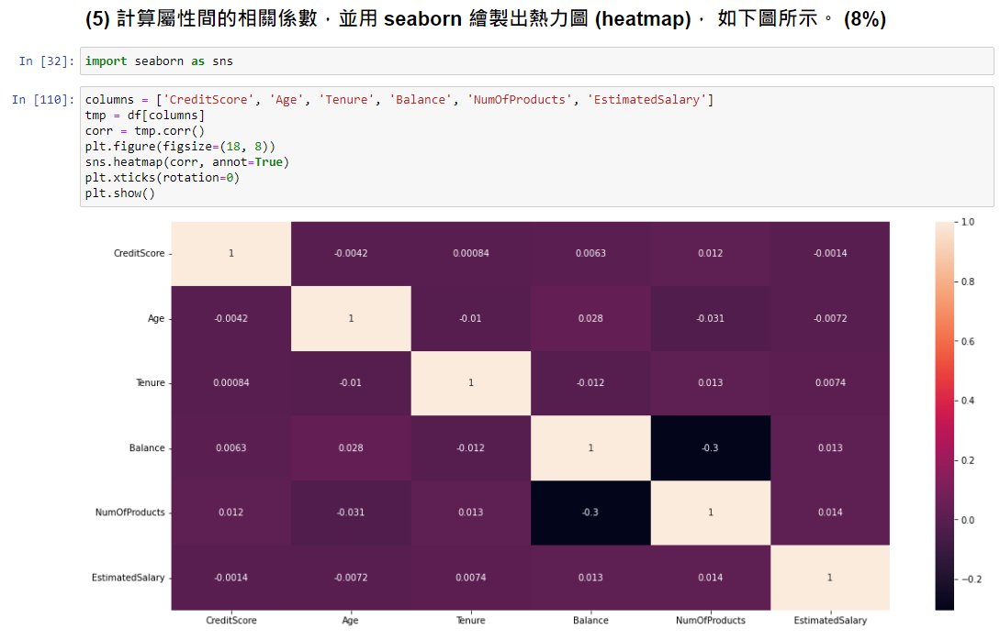 (5) 計算屬性間的相關係數，並用 seaborn 繪製出熱力圖 (heatmap)， 如下圖所示。 (8%)
In [32]: import seaborn as sns
In [110]: columns = ['CreditScore', 'Age', 'Tenure', 'Balance', 'NumOfProducts', 'EstimatedSalary']
tmp = df[columns]
corr = tmp.corr()
plt.figure(figsize=(18, 8))
sns.heatmap(corr, annot=True)
plt.xticks(rotation=0)
plt.show()
CreditScore 1 -0.0042 0.00084 0.0063 0.012 -0.0014
Age -0.0042 1 -0.01 0.028 -0.031 -0.0072
Tenure 0.00084 -0.01 1 -0.012 0.013 0.0074
Balance 0.0063 0.028 -0.012 1 -0.3 0.013
NumOfProducts 0.012 -0.031 0.013 -0.3 1 0.014
EstimatedSalary -0.0014 -0.0072 0.0074 0.013 0.014 1
CreditScore Age Tenure Balance NumOfProducts EstimatedSalary
1.0
0.8
0.6
0.4
0.2
0.0
−0.2